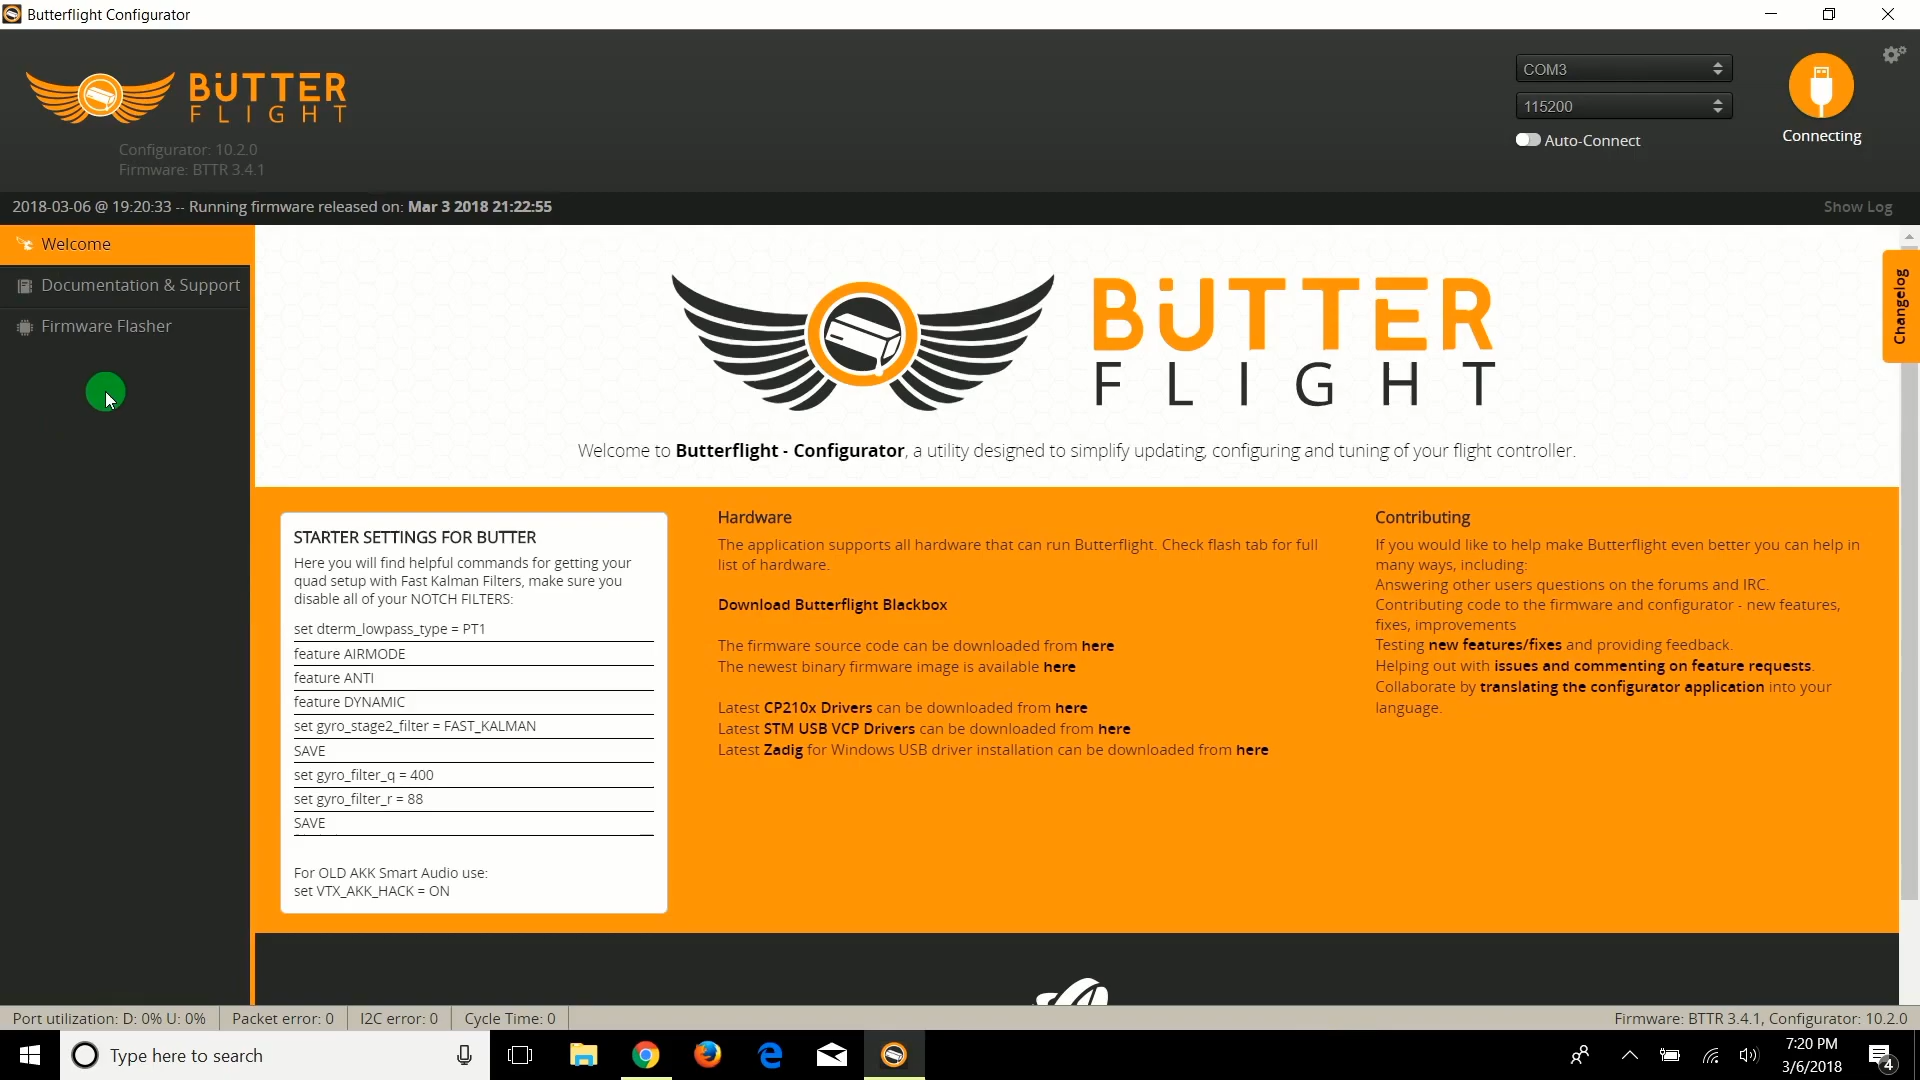 Butterflight Configurator
BUTTER
FLIGHT
Configurator: 10.2.0
Firmware: BTTR 3.4.1
COM3
115200
Auto-Connect
Connecting
2018-03-06 @ 19:20:33 -- Running firmware released on: Mar 3 2018 21:22:55
Show Log
Welcome
Documentation & Support
Firmware Flasher
Changelog
BUTTER
FLIGHT
Welcome to Butterflight - Configurator, a utility designed to simplify updating, configuring and tuning of your flight controller.
STARTER SETTINGS FOR BUTTER
Here you will find helpful commands for getting your
quad setup with Fast Kalman Filters, make sure you
disable all of your NOTCH FILTERS:
set dterm_lowpass_type = PT1
feature AIRMODE
feature ANTI
feature DYNAMIC
set gyro_stage2_filter = FAST_KALMAN
SAVE
set gyro_filter_q = 400
set gyro_filter_r = 88
SAVE
For OLD AKK Smart Audio use:
set VTX_AKK_HACK = ON
Hardware
The application supports all hardware that can run Butterflight. Check flash tab for full
list of hardware.
Download Butterflight Blackbox
The firmware source code can be downloaded from here
The newest binary firmware image is available here
Latest CP210x Drivers can be downloaded from here
Latest STM USB VCP Drivers can be downloaded from here
Latest Zadig for Windows USB driver installation can be downloaded from here
Contributing
If you would like to help make Butterflight even better you can help in
many ways, including:
Answering other users questions on the forums and IRC.
Contributing code to the firmware and configurator - new features,
fixes, improvements
Testing new features/fixes and providing feedback.
Helping out with issues and commenting on feature requests.
Collaborate by translating the configurator application into your
language.
Port utilization: D: 0% U: 0%
Packet error: 0
I2C error: 0
Cycle Time: 0
Firmware: BTTR 3.4.1, Configurator: 10.2.0
Type here to search
7:20 PM
3/6/2018
4